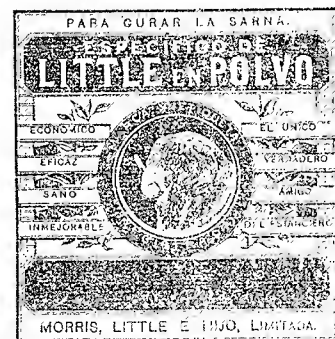 PARA CURAR LA SARNA.
ESPECÍFICO DE
LITTLE EN POLVO
ECONOMICO
EFICAZ
SANO
INMEJORABLE
EL UNICO
VERDADERO
AMIGO
DEL ESTANCIERO
MORRIS, LITTLE E HIJO, LIMITADA.